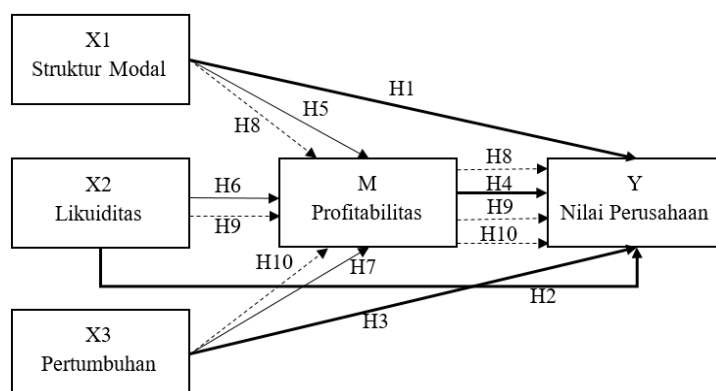 X1
Struktur Modal
H1
H5
H8
X2
Likuiditas
H6
H9
M
Profitabilitas
H8
H4
H9
H10
Y
Nilai Perusahaan
H10
H7
H2
H3
X3
Pertumbuhan